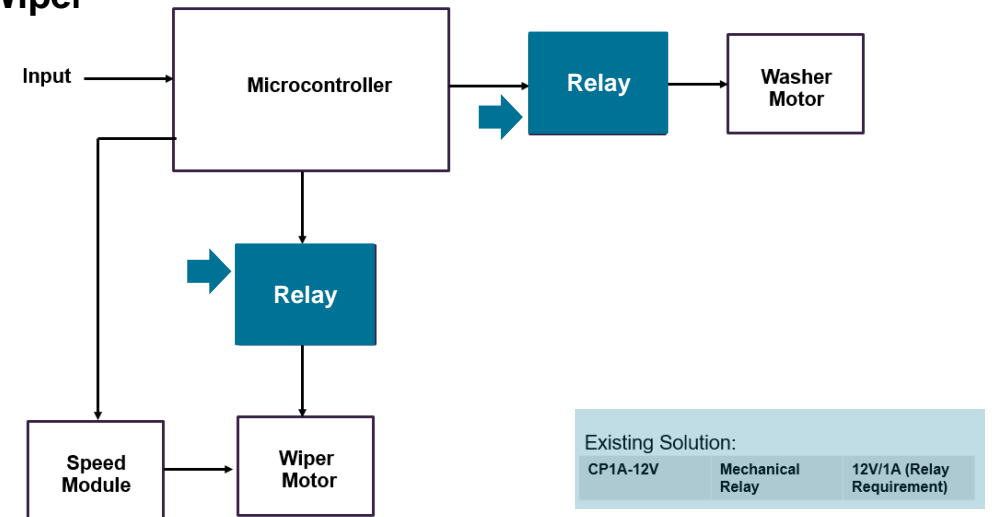 Wiper
Input
Microcontroller
Relay
Washer
Motor
Relay
Speed
Module
Wiper
Motor
Existing Solution:
CP1A-12V
Mechanical
Relay
12V/1A (Relay
Requirement)